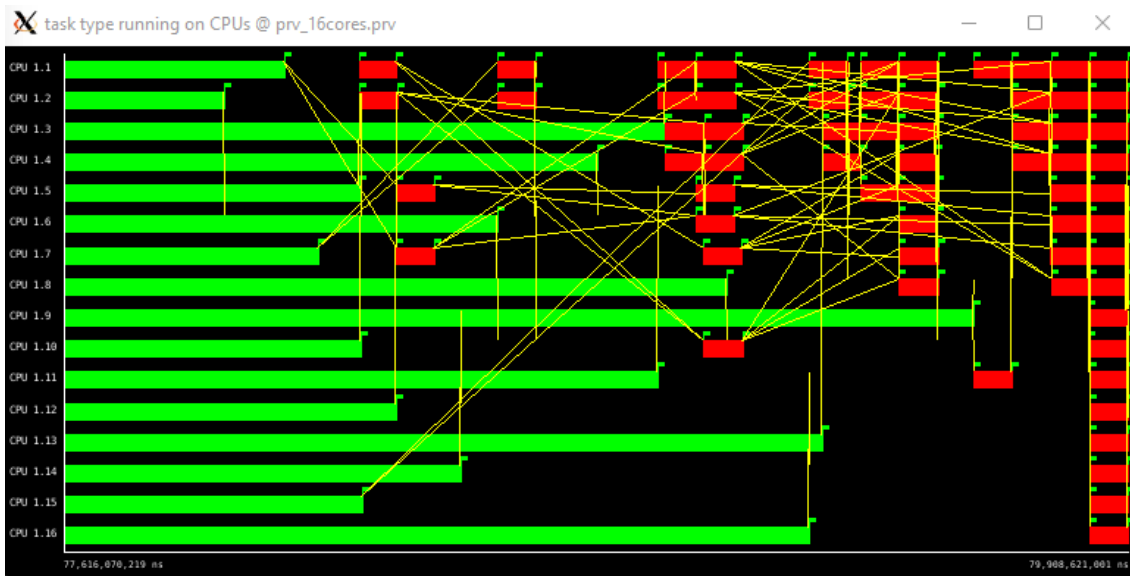 task type running on CPUs @ prv_16cores.prv
CPU 1.1
CPU 1.2
CPU 1.3
CPU 1.4
CPU 1.5
CPU 1.6
CPU 1.7
CPU 1.8
CPU 1.9
CPU 1.10
CPU 1.11
CPU 1.12
CPU 1.13
CPU 1.14
CPU 1.15
CPU 1.16
77,616,070,219 ns 79,908,621,001 ns